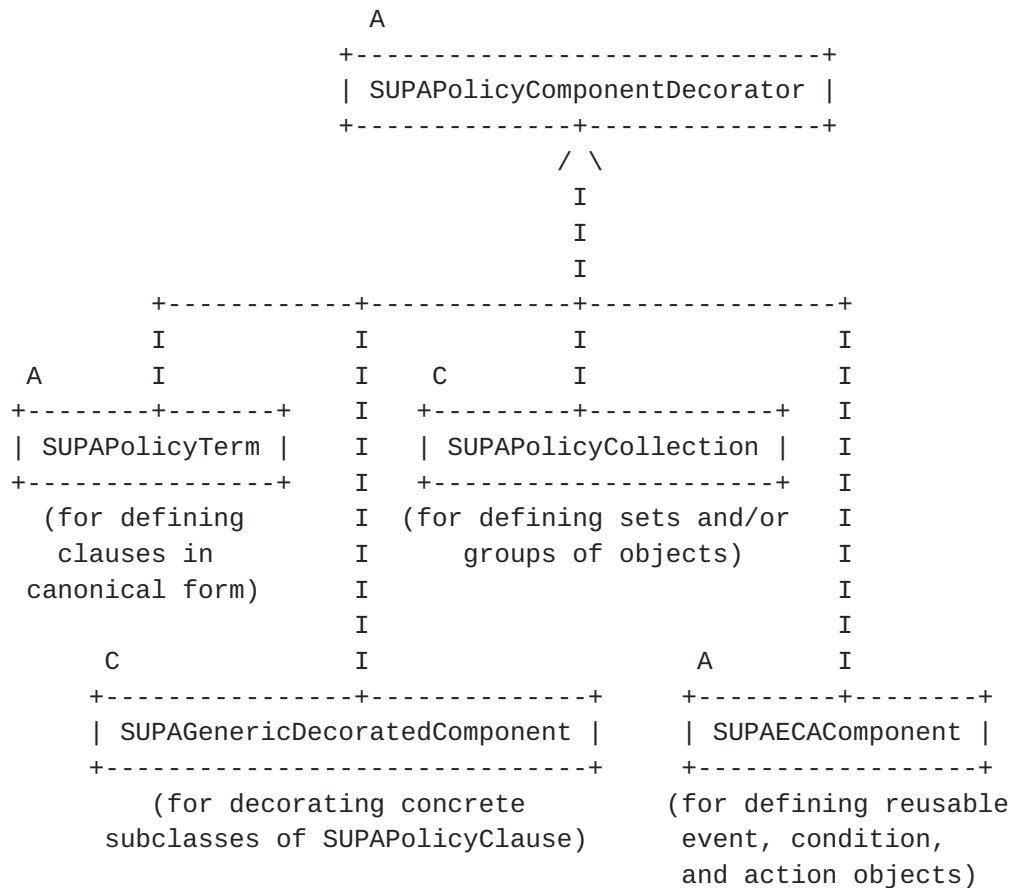 A
SUPAPolicyComponentDecorator
I
I
I
I I I I
A I I C I I
I I
SUPAPolicyTerm I SUPAPolicyCollection I
I I
(for defining I (for defining sets and/or I
clauses in I groups of objects) I
canonical form) I I
I I
C I A I
SUPAGenericDecoratedComponent SUPAECAComponent
(for decorating concrete (for defining reusable
subclasses of SUPAPolicyClause) event, condition,
and action objects)